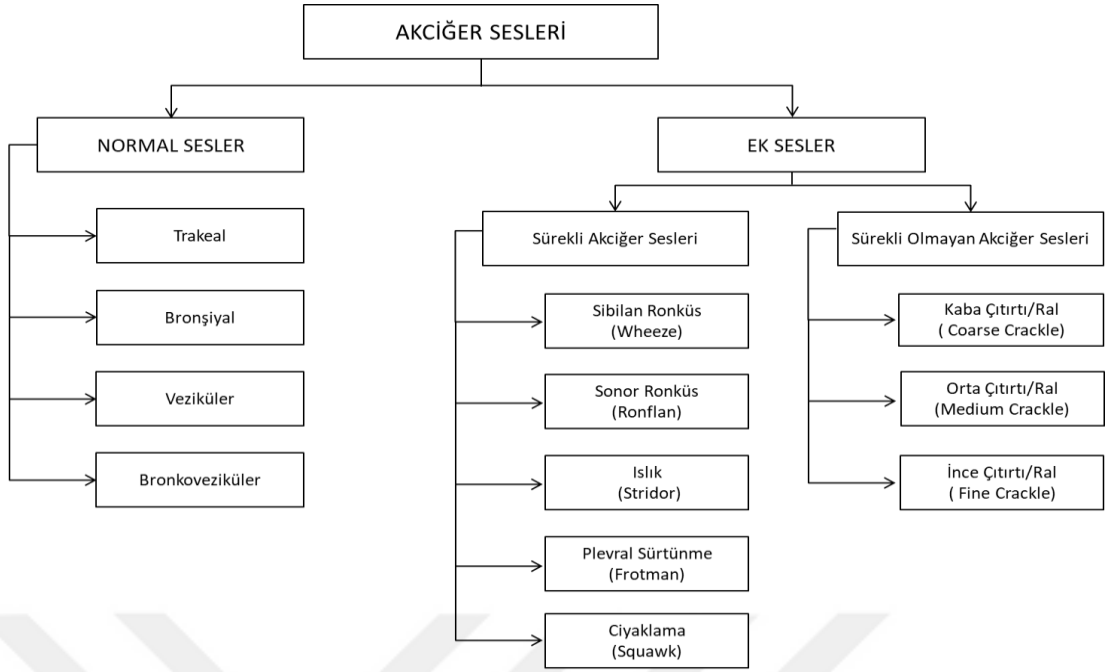 AKCİĞER SESLERİ
NORMAL SESLER
Trakeal
Bronşiyal
Veziküler
Bronkoveziküler
EK SESLER
Sürekli Akciğer Sesleri
Sibilan Ronküs
(Wheeze)
Sonor Ronküs
(Ronflan)
Islık
(Stridor)
Plevral Sürtünme
(Frotman)
Ciyaklama
(Squawk)
Sürekli Olmayan Akciğer Sesleri
Kaba Çıtırtı/Ral
( Coarse Crackle)
Orta Çıtırtı/Ral
(Medium Crackle)
İnce Çıtırtı/Ral
( Fine Crackle)